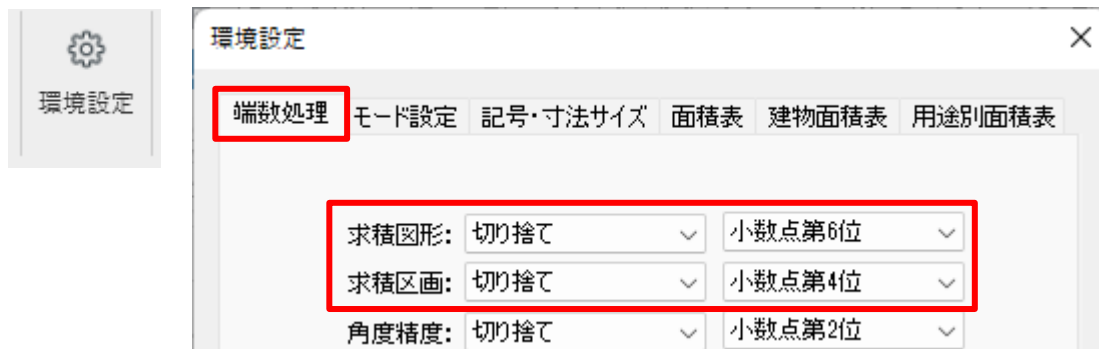 環境設定
環境設定
端数処理 モード設定 記号・寸法サイズ 面積表 建物面積表 用途別面積表
求積図形: 切り捨て 小数点第6位
求積区画: 切り捨て 小数点第4位
角度精度: 切り捨て 小数点第2位